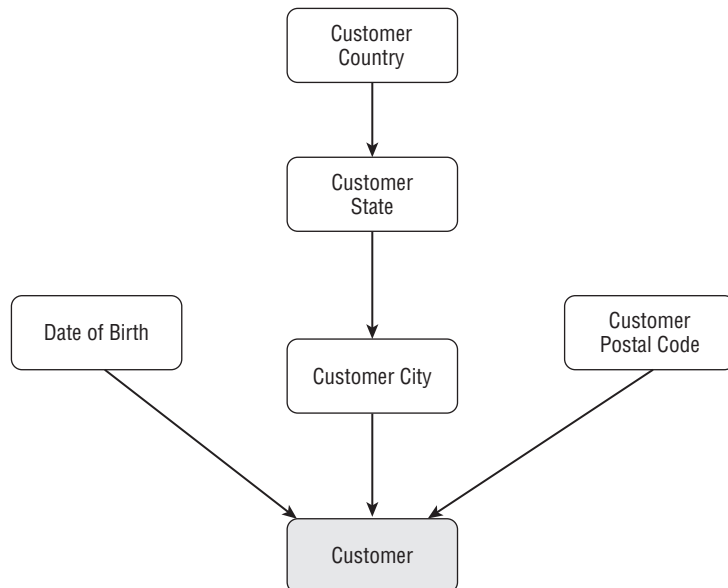 Customer
Country
Customer
State
Date of Birth
Customer City
Customer
Postal Code
Customer